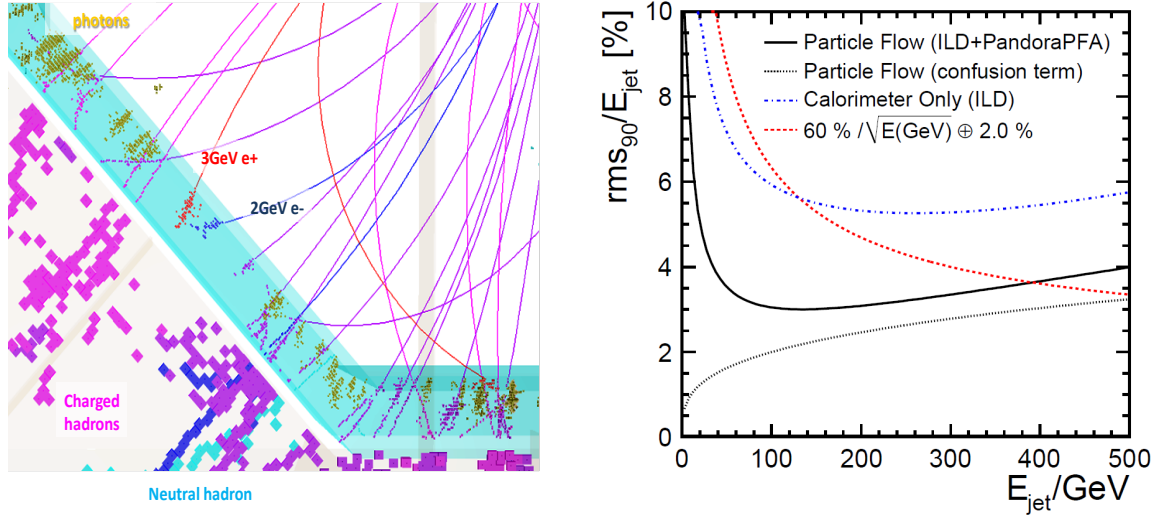 photons
3GeV e+
2GeV e-
Charged
hadrons
Neutral hadron
rms90/Ejet [%]
10
8
6
4
2
0
Particle Flow (ILD+PandoraPFA)
Particle Flow (confusion term)
Calorimeter Only (ILD)
60 % /√E(GeV) ⊕ 2.0 %
0 100 200 300 400 500
Ejet/GeV